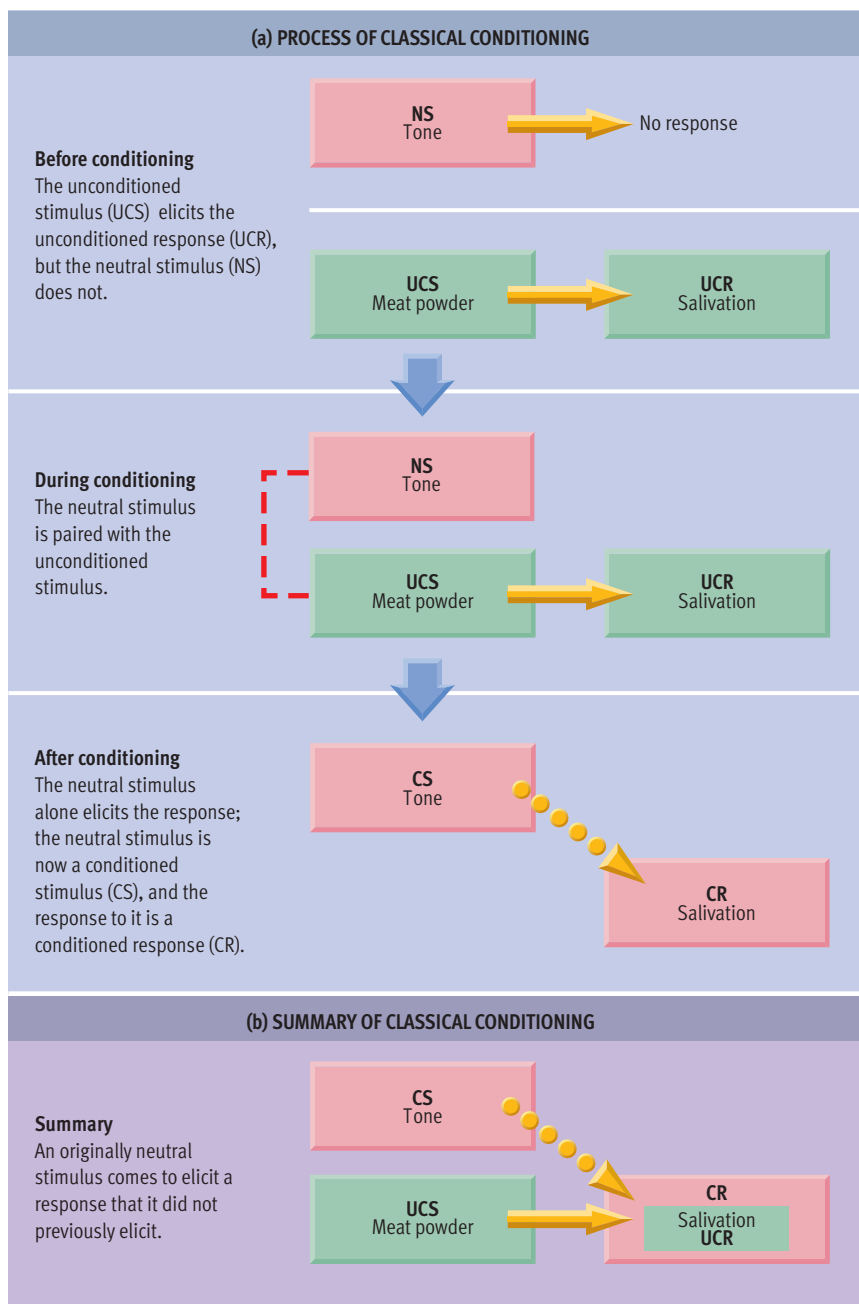 (a) PROCESS OF CLASSICAL CONDITIONING
NS
Tone
No response
Before conditioning
The unconditioned
stimulus (UCS) elicits the
unconditioned response (UCR),
but the neutral stimulus (NS)
does not.
UCS
Meat powder
UCR
Salivation
NS
Tone
During conditioning
The neutral stimulus
is paired with the
unconditioned
stimulus.
UCS
Meat powder
UCR
Salivation
After conditioning
The neutral stimulus
alone elicits the response;
the neutral stimulus is
now a conditioned
stimulus (CS), and the
response to it is a
conditioned response (CR).
CS
Tone
CR
Salivation
(b) SUMMARY OF CLASSICAL CONDITIONING
CS
Tone
Summary
An originally neutral
stimulus comes to elicit a
response that it did not
previously elicit.
UCS
Meat powder
CR
Salivation
UCR